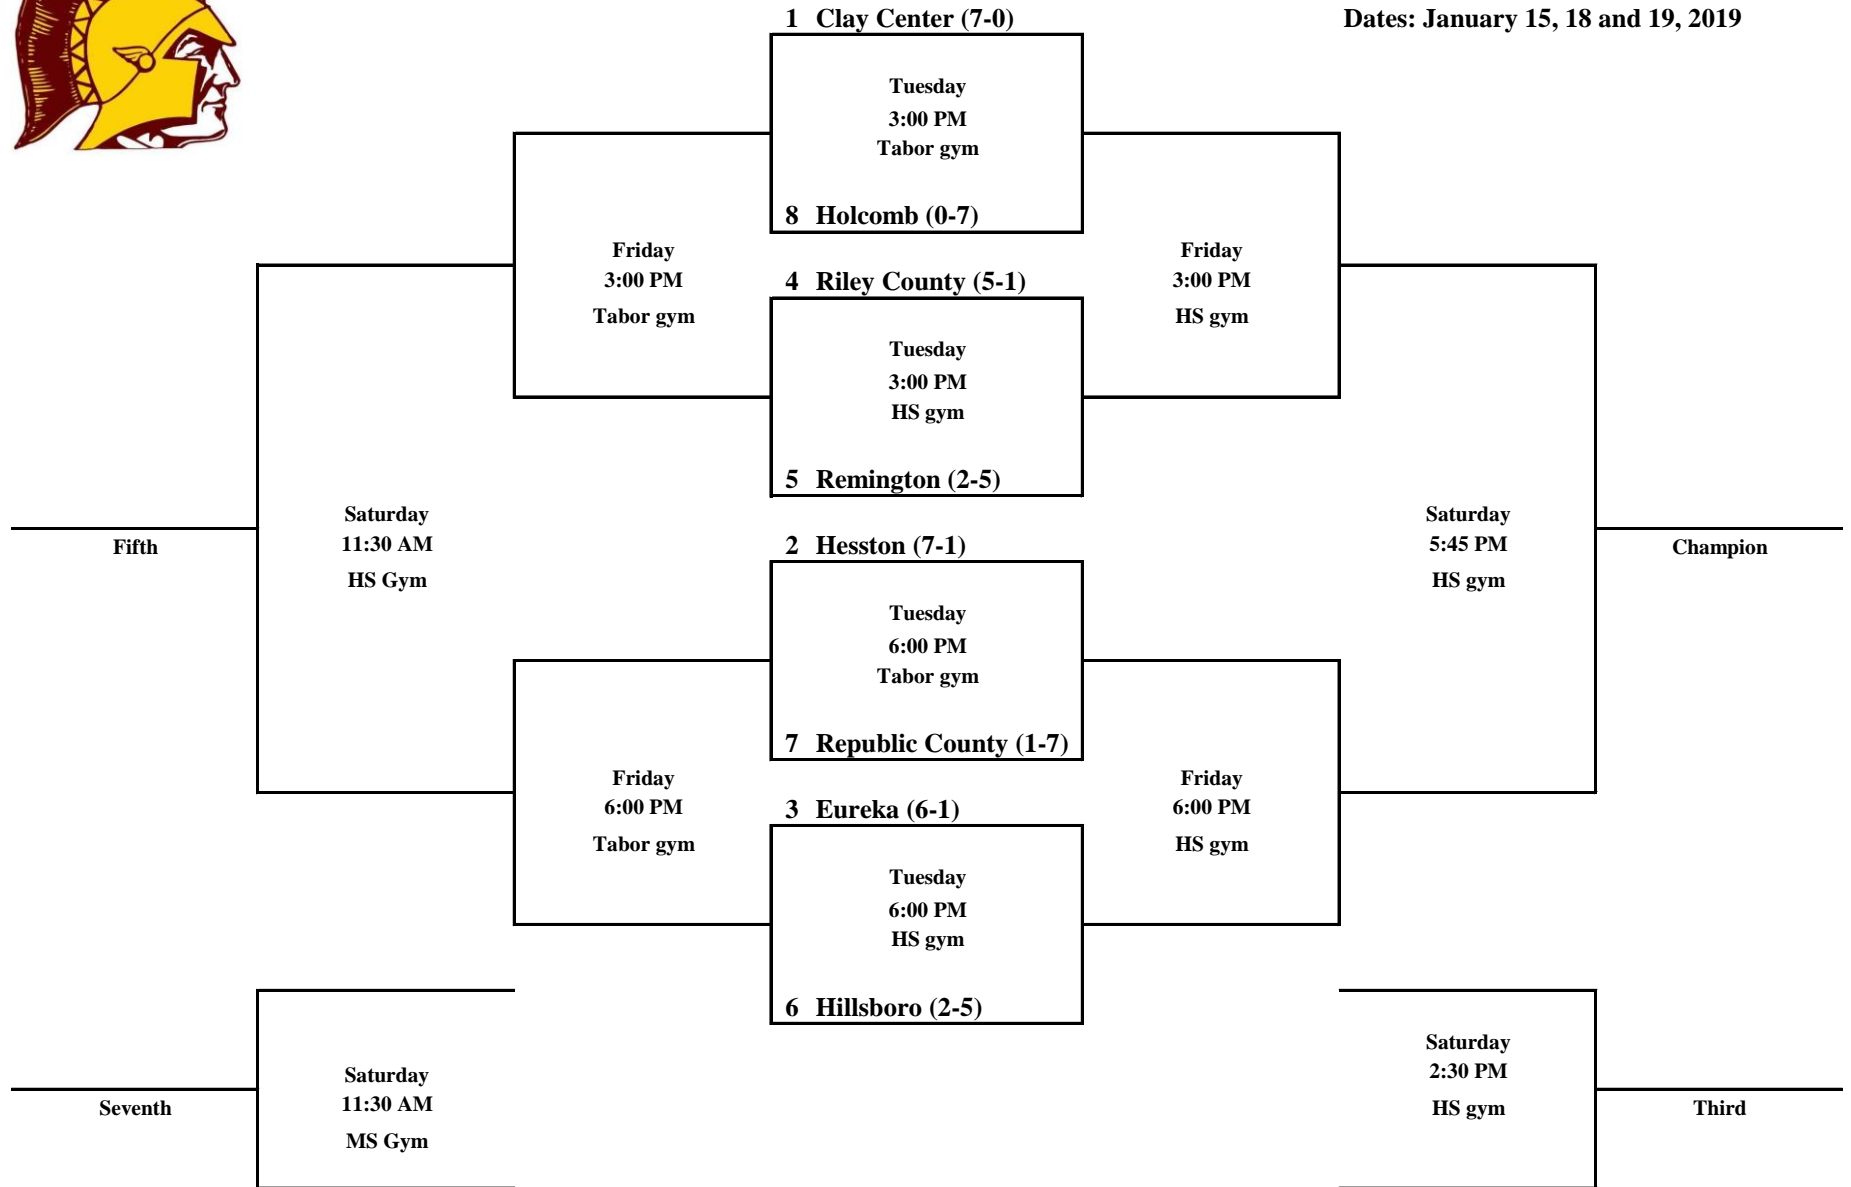 1 Clay Center (7-0)
Dates: January 15, 18 and 19, 2019
Tuesday
3:00 PM
Tabor gym
8 Holcomb (0-7)
Friday
3:00 PM
Tabor gym
Friday
3:00 PM
HS gym
4 Riley County (5-1)
Tuesday
3:00 PM
HS gym
5 Remington (2-5)
Saturday
11:30 AM
HS Gym
Fifth
Saturday
5:45 PM
HS gym
Champion
2 Hesston (7-1)
Tuesday
6:00 PM
Tabor gym
7 Republic County (1-7)
Friday
6:00 PM
Tabor gym
Friday
6:00 PM
HS gym
3 Eureka (6-1)
Tuesday
6:00 PM
HS gym
6 Hillsboro (2-5)
Saturday
11:30 AM
MS Gym
Seventh
Saturday
2:30 PM
HS gym
Third